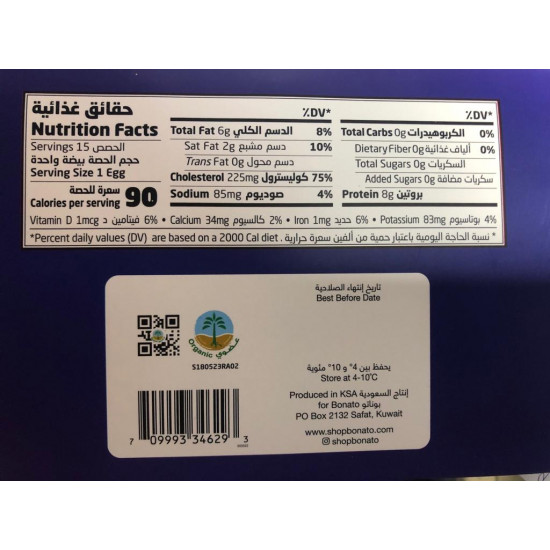 حقائق غذائية
Nutrition Facts
Servings 15 الحصص
حجم الحصة بيضة واحدة
Serving Size 1 Egg
سعرة للحصة
Calories per serving 90
٪DV*
Total Fat 6g الدسم الكلي 8%
Sat Fat 2g دسم مشبع 10%
Trans Fat 0g دسم محول
Cholesterol 225mg كوليسترول 75%
Sodium 85mg صوديوم 4%
٪DV*
Total Carbs 0g الكربوهيدرات 0%
Dietary Fiber 0g ألياف غذائية 0%
Total Sugars 0g السكريات
Added Sugars 0g سكريات مضافة
Protein 8g بروتين
Vitamin D 1mcg فيتامين د 6% • Calcium 34mg كالسيوم 2% • Iron 1mg حديد 6% • Potassium 83mg بوتاسيوم 4%
*Percent daily values (DV) are based on a 2000 Cal diet . نسبة الحاجة اليومية باعتبار حمية من ألفين سعرة حرارية *
تاريخ إنتهاء الصلاحية
Best Before Date
عضوي
Organic
S180523RA02
يحفظ بين 4° و 10° مئوية
Store at 4-10°C
إنتاج السعودية Produced in KSA
بوناتو for Bonato
PO Box 2132 Safat, Kuwait
www.shopbonato.com
@shopbonato
7 09993 34629 3